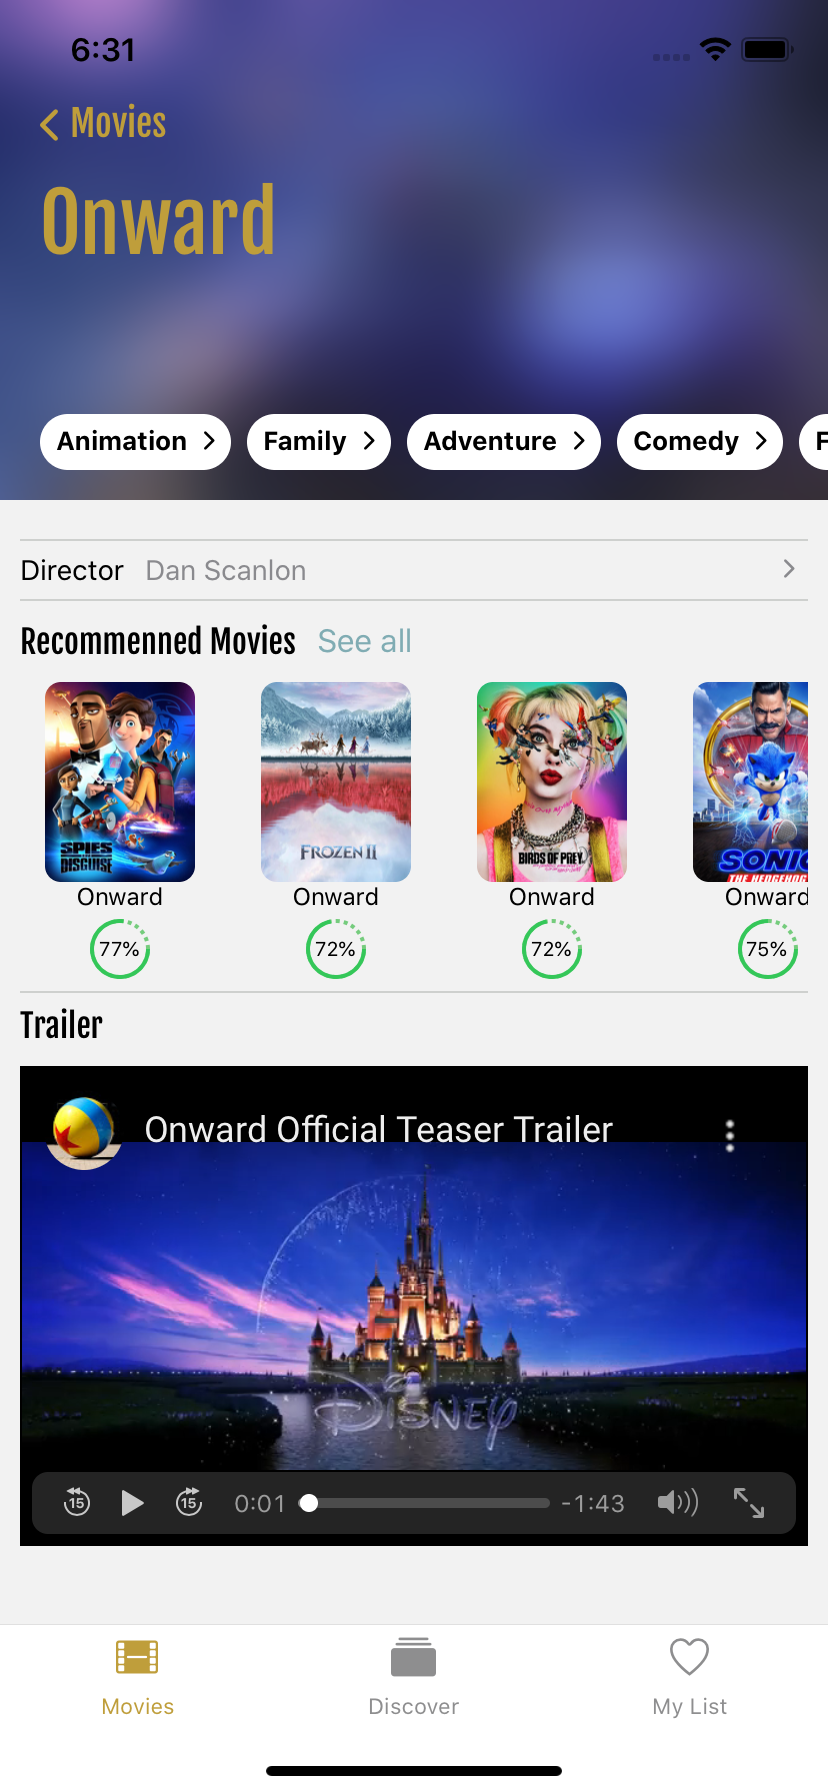 6:31
Movies
Onward
Animation
Family
Adventure
Comedy
F
Director Dan Scanlon
Recommenned Movies See all
SPIES
DISGUISE
FROZEN II
BIRDS OF PREY
SONIC
THE HEDGEHOG
Onward
Onward
Onward
Onward
77%
72%
72%
75%
Trailer
Onward Official Teaser Trailer
Disney
15
15
0:01
-1:43
Movies
Discover
My List